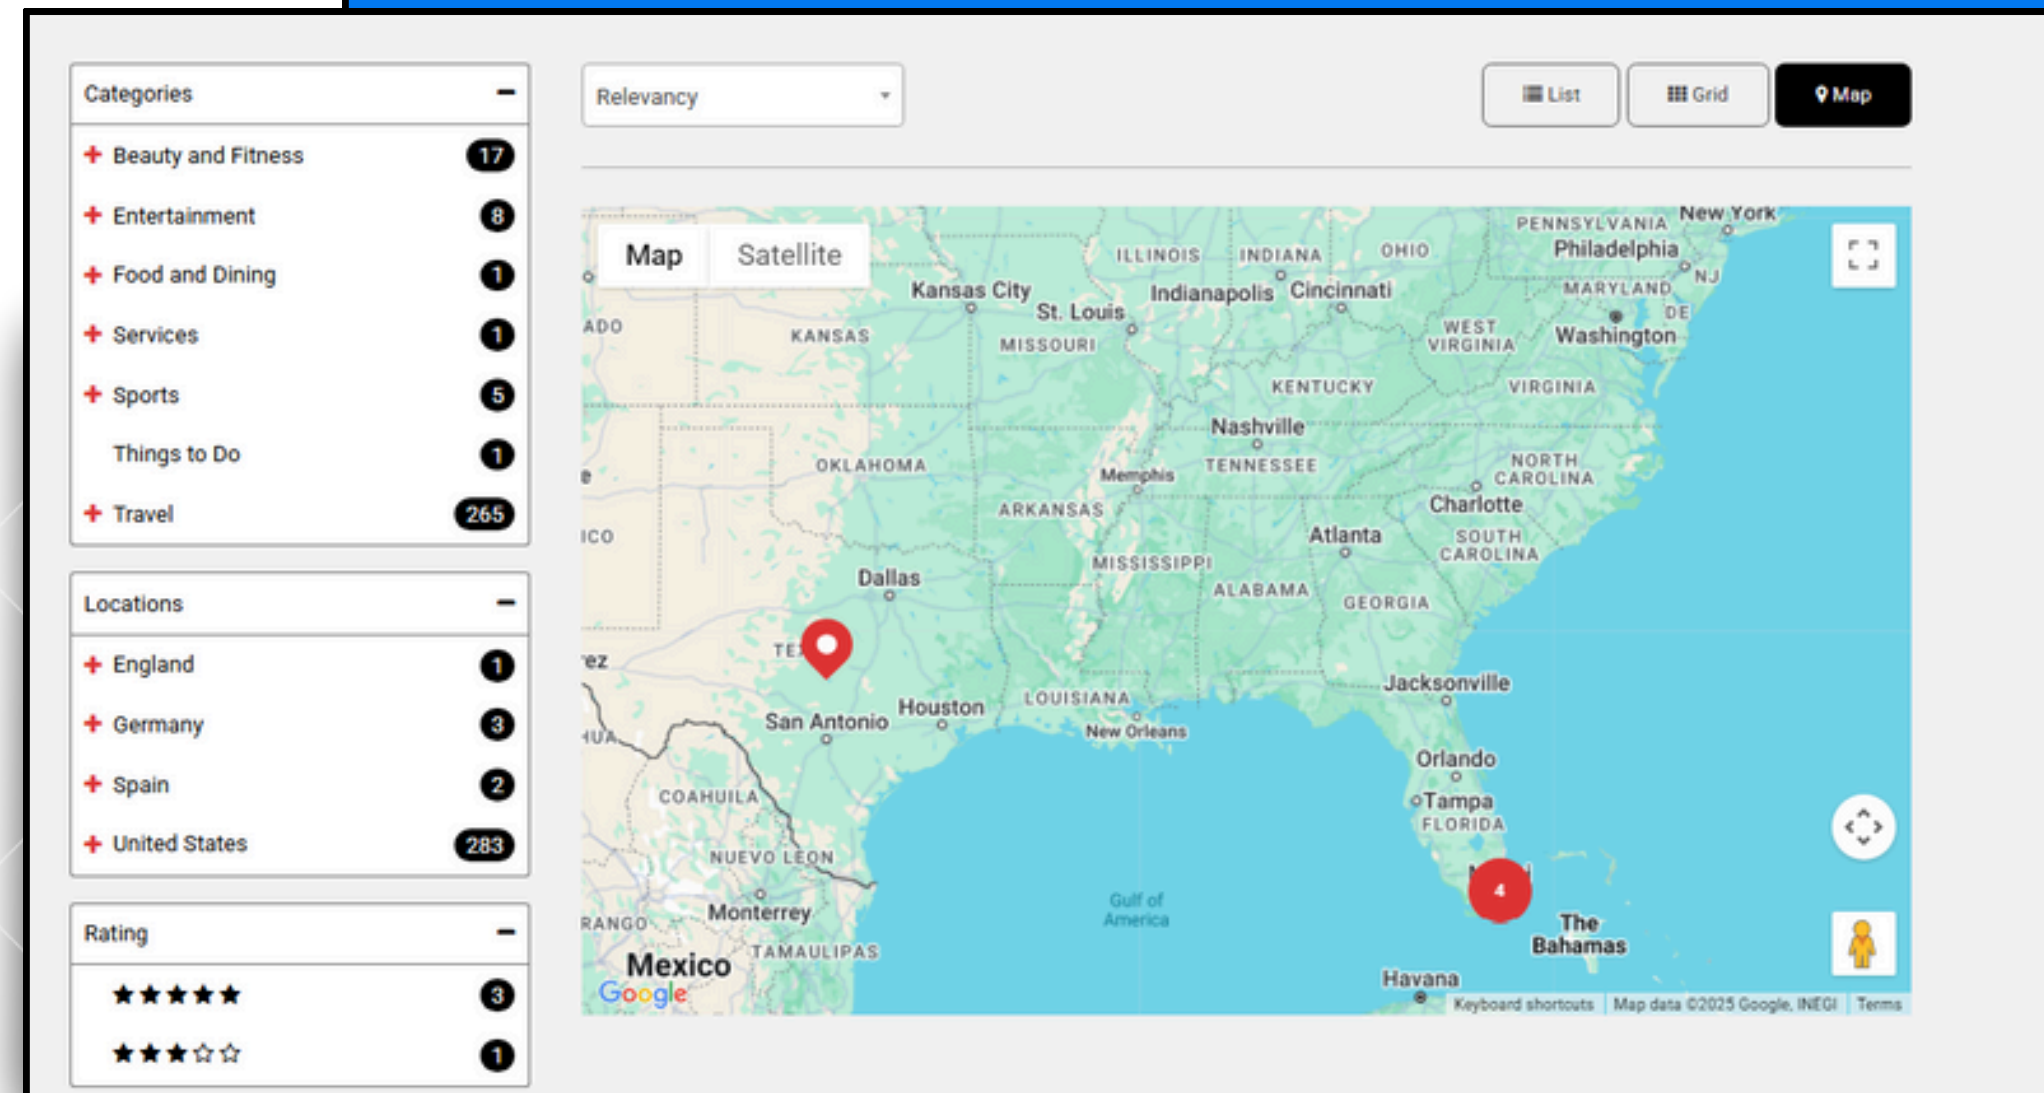 Categories
Beauty and Fitness 17
Entertainment 8
Food and Dining 1
Services 1
Sports 5
Things to Do 1
Travel 265
Locations
England 1
Germany 3
Spain 2
United States 283
Rating
3
1
Relevancy
List
Grid
Map
Map
Satellite
New York
PENNSYLVANIA
Philadelphia
ILLINOIS
INDIANA
OHIO
NJ
MARYLAND
DE
Kansas City
Indianapolis
Cincinnati
St. Louis
ADO
KANSAS
MISSOURI
WEST
VIRGINIA
Washington
KENTUCKY
VIRGINIA
Nashville
OKLAHOMA
Memphis
TENNESSEE
NORTH
CAROLINA
ARKANSAS
Charlotte
ICO
Atlanta
SOUTH
CAROLINA
MISSISSIPPI
Dallas
ALABAMA
GEORGIA
ez
Jacksonville
LOUISIANA
Houston
San Antonio
New Orleans
HUA
Orlando
Tampa
FLORIDA
COAHUILA
NUEVO LEON
4
Gulf of
America
Monterrey
RANGO
The
Bahamas
TAMAULIPAS
Mexico
Havana
Google
Keyboard shortcuts
Map data ©2025 Google, INEGI
Terms